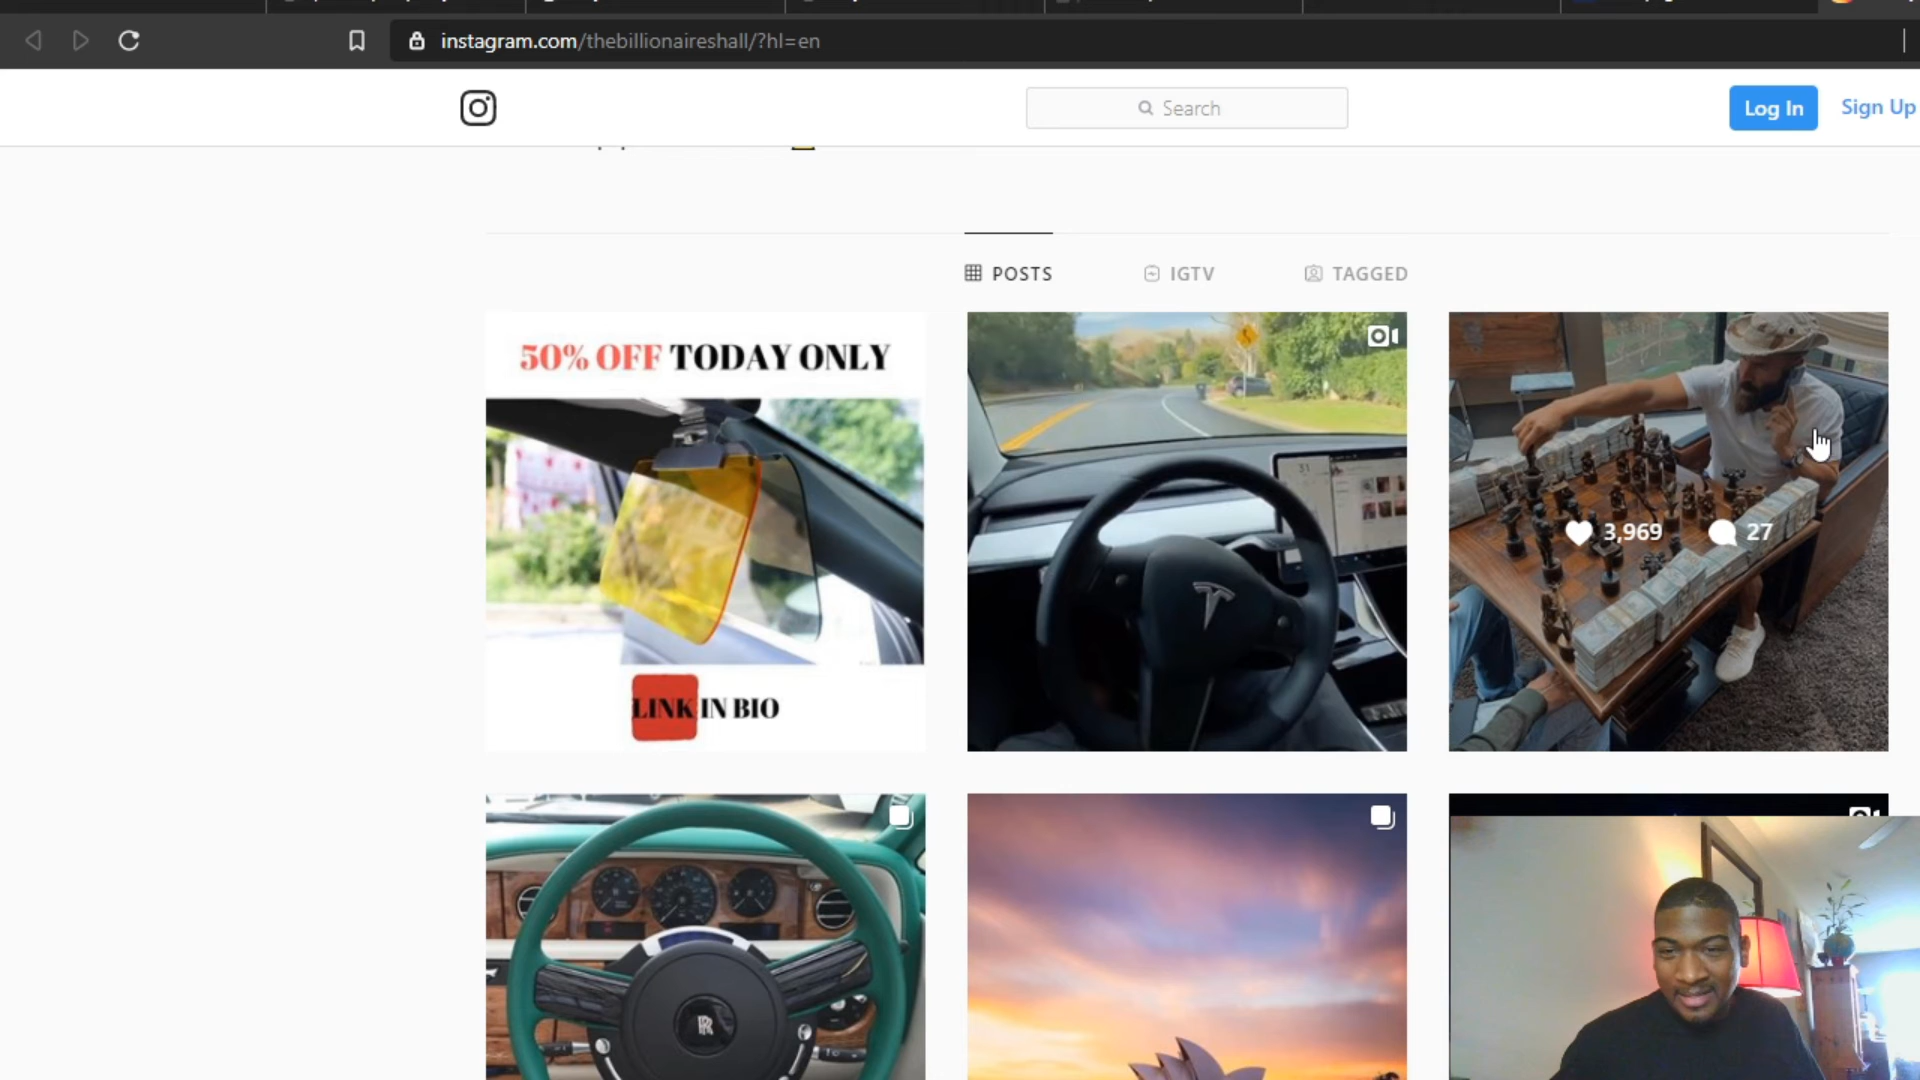 instagram.com/thebillionaireshall/?hl=en
Search
Log In
Sign Up
POSTS
IGTV
TAGGED
50% OFF TODAY ONLY
LINK IN BIO
31
3,969
27
R